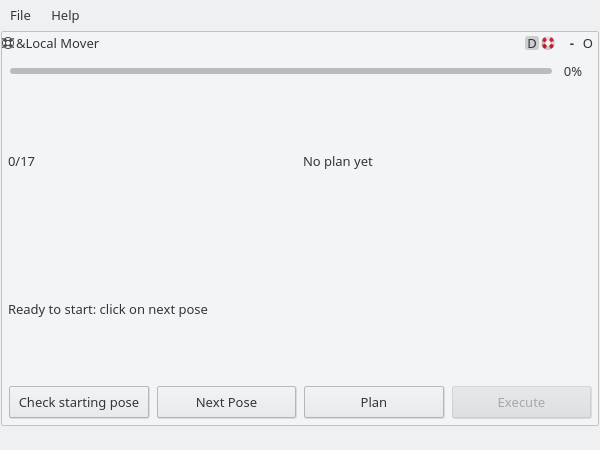 File Help
&Local Mover D - O
0%
0/17 No plan yet
Ready to start: click on next pose
Check starting pose Next Pose Plan Execute